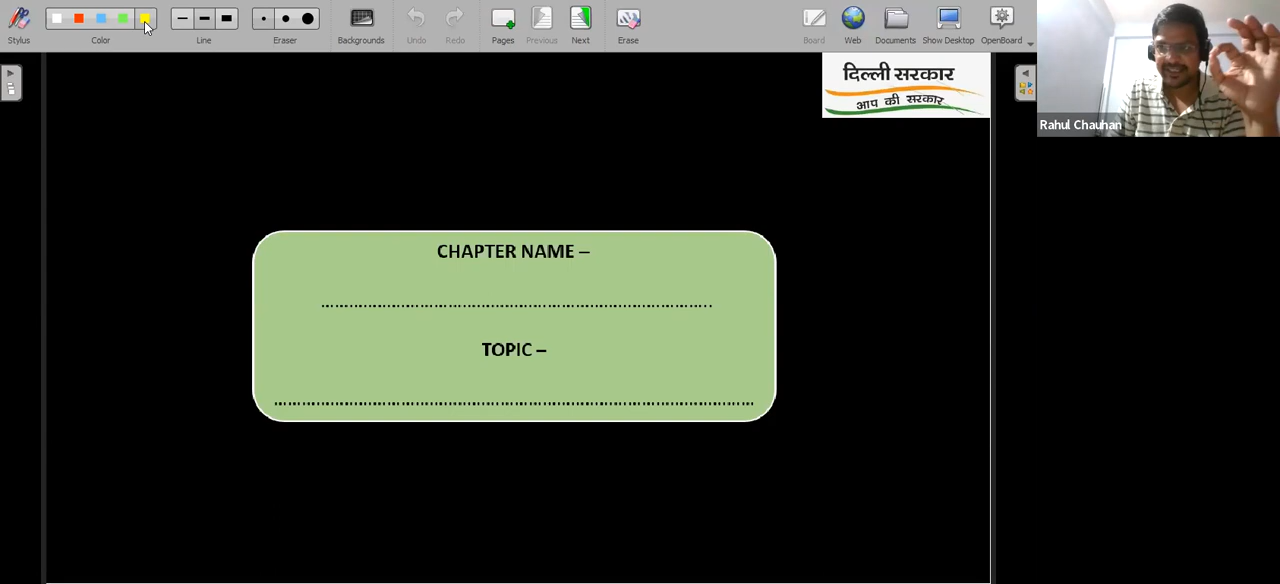 Stylus
Color
Line
Eraser
Backgrounds
Undo
Redo
Pages
Previous
Next
Erase
Board
Web
Documents
Show Desktop
OpenBoard
Rahul Chauhan
दिल्ली सरकार
आप की सरकार
CHAPTER NAME –
....................................................................................
TOPIC –
.......................................................................................................